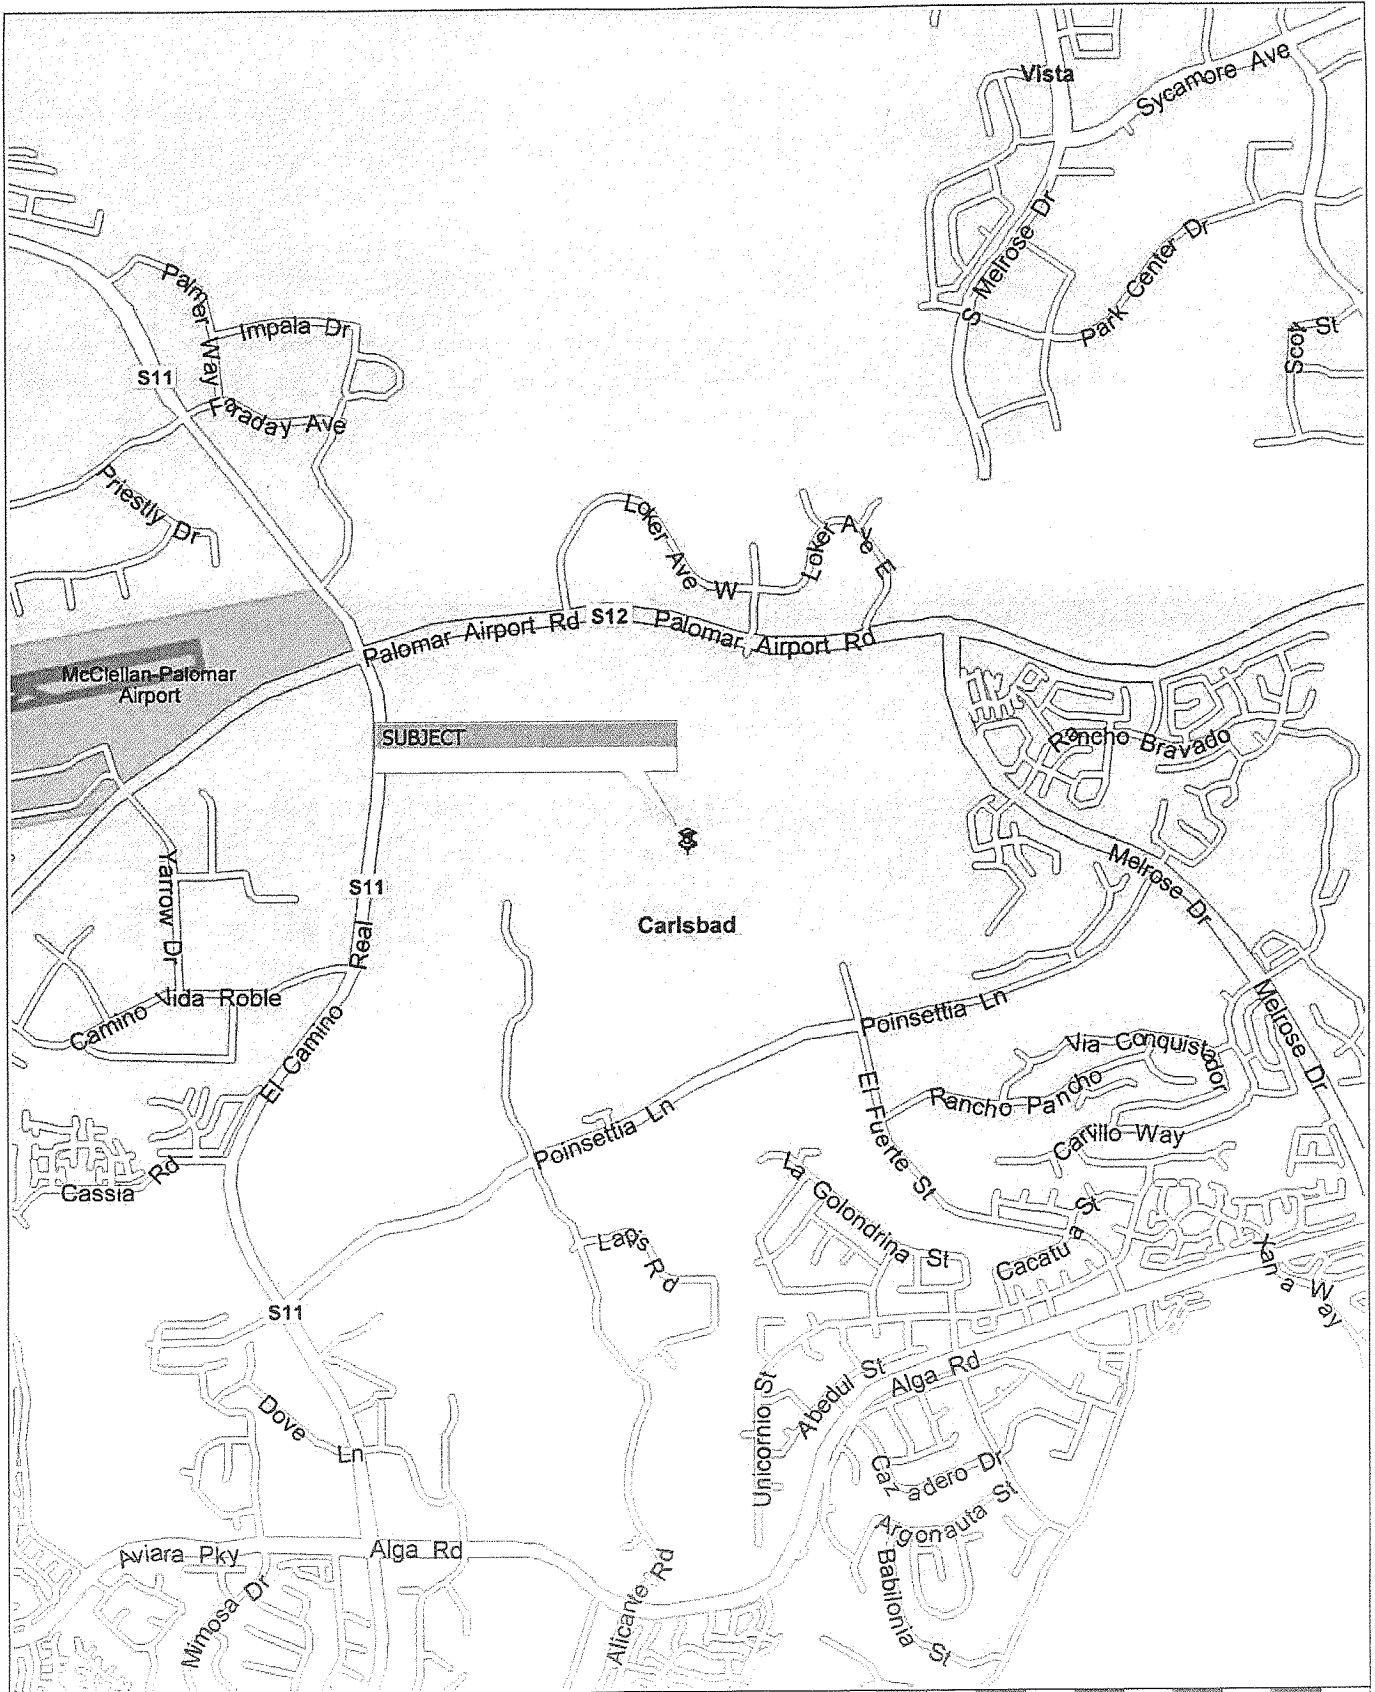 Vista
Sycamore Ave
S Melrose Dr
Park Center Dr
Scott St
Palmer Way
Impala Dr
S11
Faraday Ave
Priestly Dr
Loker Ave W
Loker Ave E
Palomar Airport Rd
S12
Palomar Airport Rd
McClellan-Palomar
Airport
SUBJECT
Rancho Bravado
Melrose Dr
Yarrow Dr
S11
Carlsbad
El Camino Real
Camino Vida Roble
Poinsettia Ln
Melrose Dr
Via Conquistador
Rancho Pancho
Carrillo Way
El Fuerte St
Poinsettia Ln
Cassia Rd
La Golondrina St
Cacatua St
Lapis Rd
Xana Way
S11
Dove Ln
Unicornio St
Abedul St
Alga Rd
Cazadero Dr
Argonauta St
Babilonia St
Aviara Pky
Alga Rd
Mimosa Dr
Alicante Rd